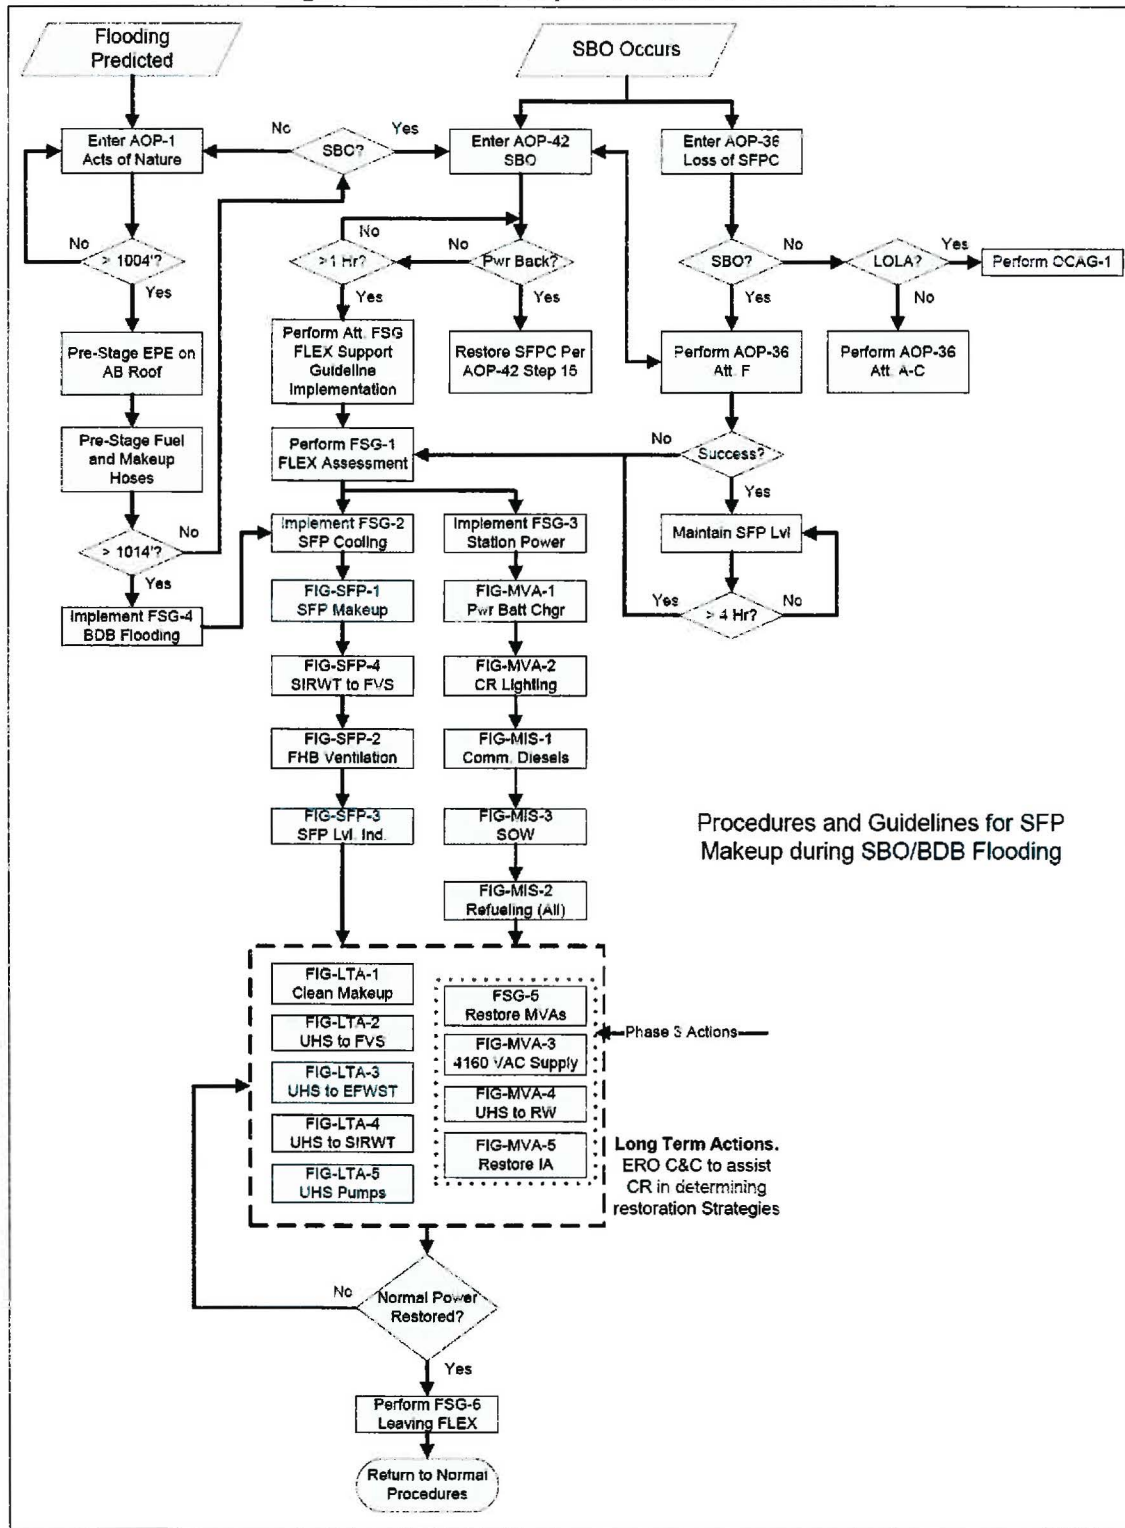 Flooding
Predicted
SBO Occurs
Enter AOP-1
Acts of Nature
No
SBO?
Yes
Enter AOP-42
SBO
Enter AOP-36
Loss of SFPC
No
> 1004'?
Yes
No
>1 Hr?
Yes
No
Pwr Back?
Yes
SBO?
No
Yes
LOLA?
Yes
No
Perform OCAG-1
Pre-Stage EPE on
AB Roof
Perform Att. FSG
FLEX Support
Guideline
Implementation
Restore SFPC Per
AOP-42 Step 15
Perform AOP-36
Att. F
Perform AOP-36
Att. A-C
Pre-Stage Fuel
and Makeup
Hoses
Perform FSG-1
FLEX Assessment
No
Success?
Yes
> 1014'?
No
Yes
Implement FSG-2
SFP Cooling
Implement FSG-3
Station Power
Maintain SFP Lvl
Implement FSG-4
BDB Flooding
FIG-SFP-1
SFP Makeup
FIG-MVA-1
Pwr Batt Chgr
Yes
> 4 Hr?
No
FIG-SFP-4
SIRWT to FVS
FIG-MVA-2
CR Lighting
FIG-SFP-2
FHB Ventilation
FIG-MIS-1
Comm. Diesels
FIG-SFP-3
SFP Lvl. Ind.
FIG-MIS-3
SOW
Procedures and Guidelines for SFP
Makeup during SBO/BDB Flooding
FIG-MIS-2
Refueling (All)
FIG-LTA-1
Clean Makeup
FIG-LTA-2
UHS to FVS
FIG-LTA-3
UHS to EFWST
FIG-LTA-4
UHS to SIRWT
FIG-LTA-5
UHS Pumps
FSG-5
Restore MVAs
FIG-MVA-3
4160 VAC Supply
FIG-MVA-4
UHS to RW
FIG-MVA-5
Restore IA
Phase 3 Actions
Long Term Actions.
ERO C&C to assist
CR in determining
restoration Strategies
No
Normal Power
Restored?
Yes
Perform FSG-6
Leaving FLEX
Return to Normal
Procedures